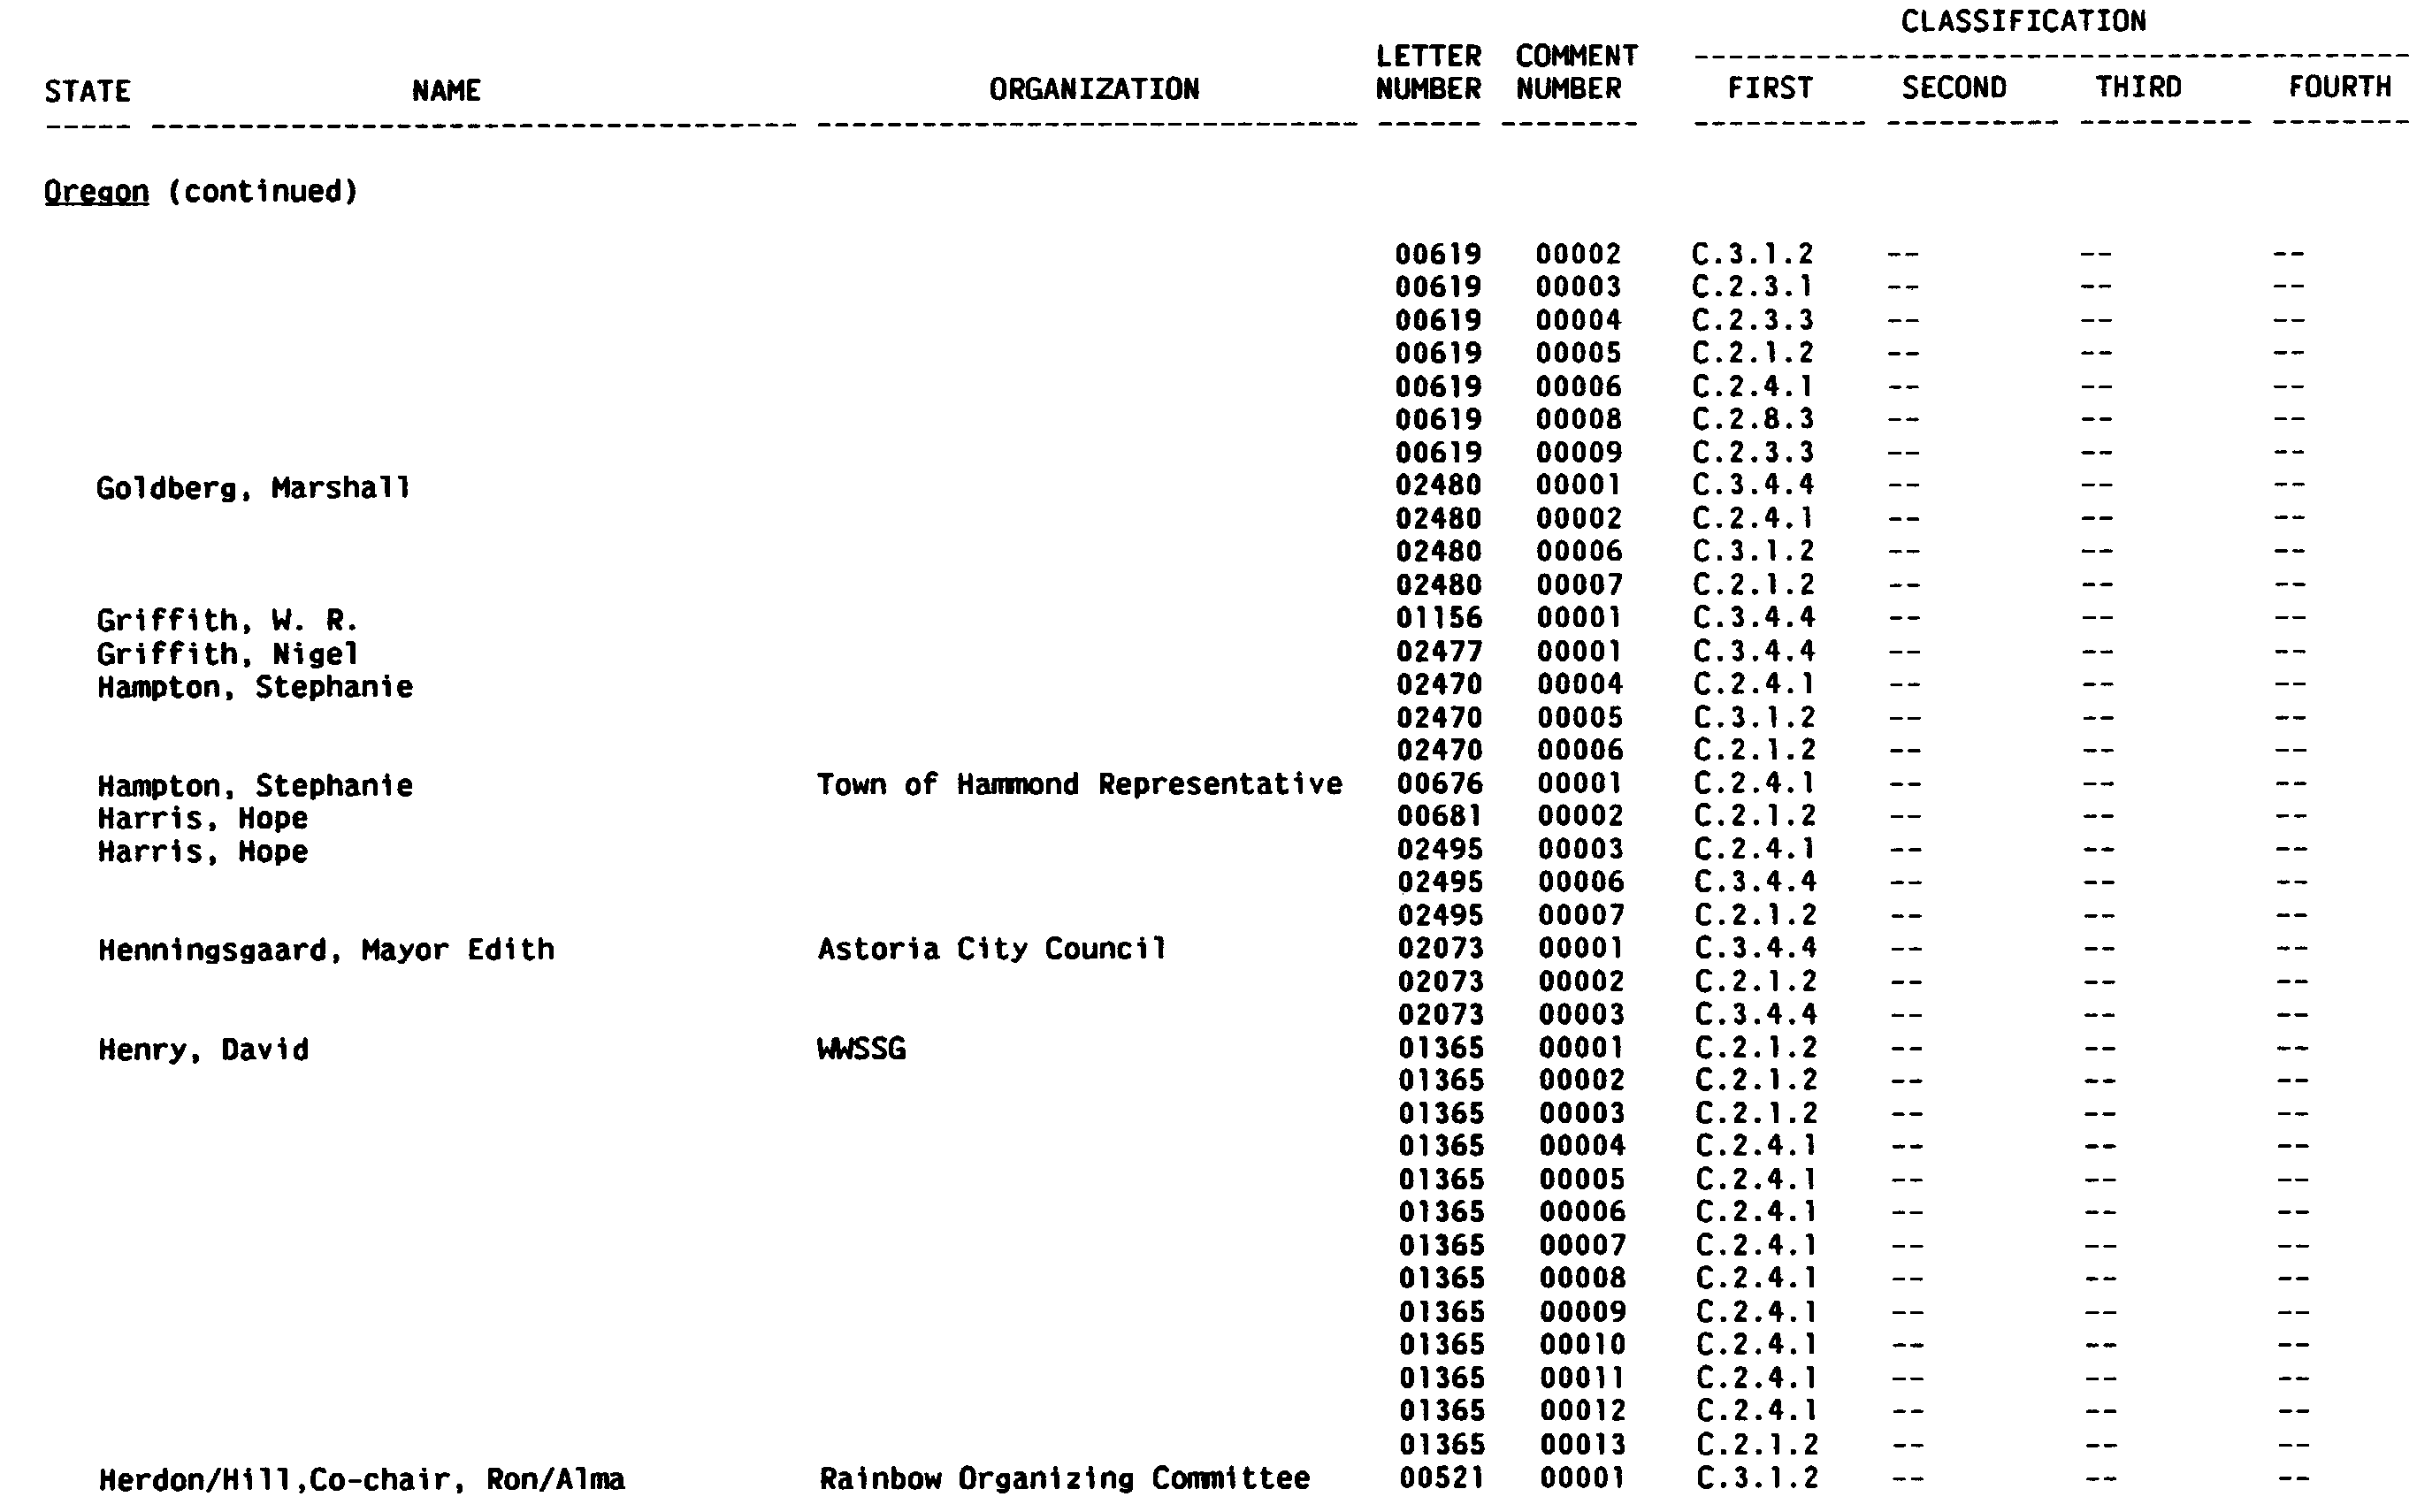 CLASSIFICATION
LETTER COMMENT
STATE NAME ORGANIZATION NUMBER NUMBER FIRST SECOND THIRD FOURTH
Oregon (continued)
00619 00002 C.3.1.2 -- -- --
00619 00003 C.2.3.1 -- -- --
00619 00004 C.2.3.3 -- -- --
00619 00005 C.2.1.2 -- -- --
00619 00006 C.2.4.1 -- -- --
00619 00008 C.2.8.3 -- -- --
00619 00009 C.2.3.3 -- -- --
Goldberg, Marshall 02480 00001 C.3.4.4 -- -- --
02480 00002 C.2.4.1 -- -- --
02480 00006 C.3.1.2 -- -- --
02480 00007 C.2.1.2 -- -- --
Griffith, W. R. 01156 00001 C.3.4.4 -- -- --
Griffith, Nigel 02477 00001 C.3.4.4 -- -- --
Hampton, Stephanie 02470 00004 C.2.4.1 -- -- --
02470 00005 C.3.1.2 -- -- --
02470 00006 C.2.1.2 -- -- --
Hampton, Stephanie Town of Hammond Representative 00676 00001 C.2.4.1 -- -- --
Harris, Hope 00681 00002 C.2.1.2 -- -- --
Harris, Hope 02495 00003 C.2.4.1 -- -- --
02495 00006 C.3.4.4 -- -- --
02495 00007 C.2.1.2 -- -- --
Henningsgaard, Mayor Edith Astoria City Council 02073 00001 C.3.4.4 -- -- --
02073 00002 C.2.1.2 -- -- --
02073 00003 C.3.4.4 -- -- --
Henry, David WWSSG 01365 00001 C.2.1.2 -- -- --
01365 00002 C.2.1.2 -- -- --
01365 00003 C.2.1.2 -- -- --
01365 00004 C.2.4.1 -- -- --
01365 00005 C.2.4.1 -- -- --
01365 00006 C.2.4.1 -- -- --
01365 00007 C.2.4.1 -- -- --
01365 00008 C.2.4.1 -- -- --
01365 00009 C.2.4.1 -- -- --
01365 00010 C.2.4.1 -- -- --
01365 00011 C.2.4.1 -- -- --
01365 00012 C.2.4.1 -- -- --
01365 00013 C.2.1.2 -- -- --
Herdon/Hill,Co-chair, Ron/Alma Rainbow Organizing Committee 00521 00001 C.3.1.2 -- -- --